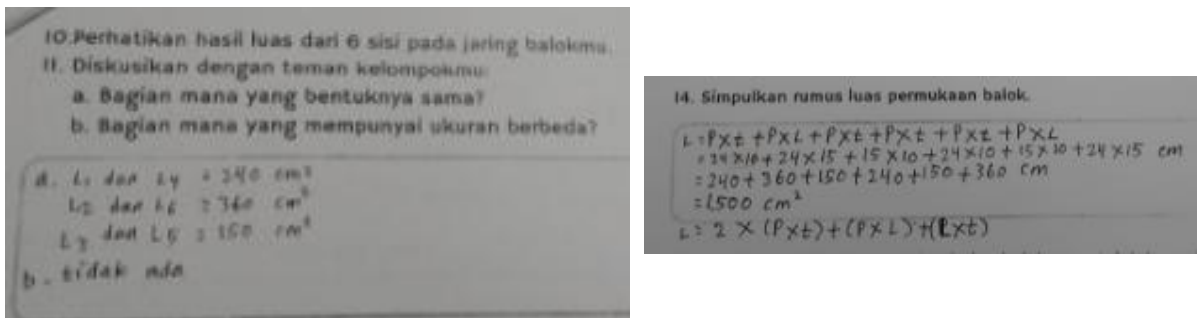 10.Perhatikan hasil luas dari 6 sisi pada jaring balokmu.
11. Diskusikan dengan teman kelompokmu:
a. Bagian mana yang bentuknya sama?
b. Bagian mana yang mempunyai ukuran berbeda?
a. L1 dan L4 = 240 cm²
L2 dan L6 = 360 cm²
L3 dan L5 = 150 cm²
b. tidak ada
14. Simpulkan rumus luas permukaan balok.
L = P×t + P×L + P×t + P×t + P×t + P×L
= 24×10 + 24×15 + 15×10 + 24×10 + 15×10 + 24×15 cm
= 240 + 360 + 150 + 240 + 150 + 360 cm
= 1.500 cm²
L = 2 × (P×t) + (P×L) + (L×t)